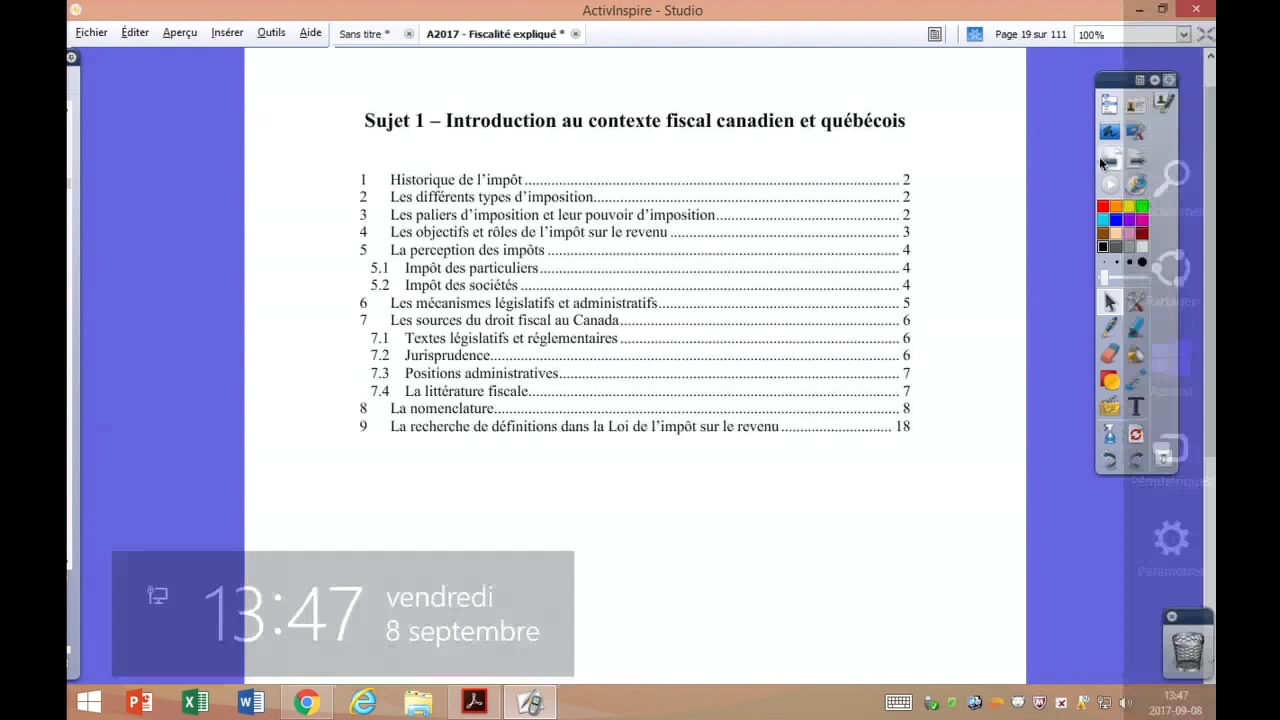 ActivInspire - Studio
Fichier Éditer Aperçu Insérer Outils Aide
Sans titre * A2017 - Fiscalité expliqué * Page 19 sur 111 100%
Sujet 1 – Introduction au contexte fiscal canadien et québécois
1 Historique de l’impôt 2
2 Les différents types d’imposition 2
3 Les paliers d’imposition et leur pouvoir d’imposition 2
4 Les objectifs et rôles de l’impôt sur le revenu 3
5 La perception des impôts 4
5.1 Impôt des particuliers 4
5.2 Impôt des sociétés 4
6 Les mécanismes législatifs et administratifs 5
7 Les sources du droit fiscal au Canada 6
7.1 Textes législatifs et réglementaires 6
7.2 Jurisprudence 6
7.3 Positions administratives 7
7.4 La littérature fiscale 7
8 La nomenclature 8
9 La recherche de définitions dans la Loi de l’impôt sur le revenu 18
Partager
Accueil
Périphériques
Paramètres
13:47 vendredi
8 septembre
13:47
2017-09-08